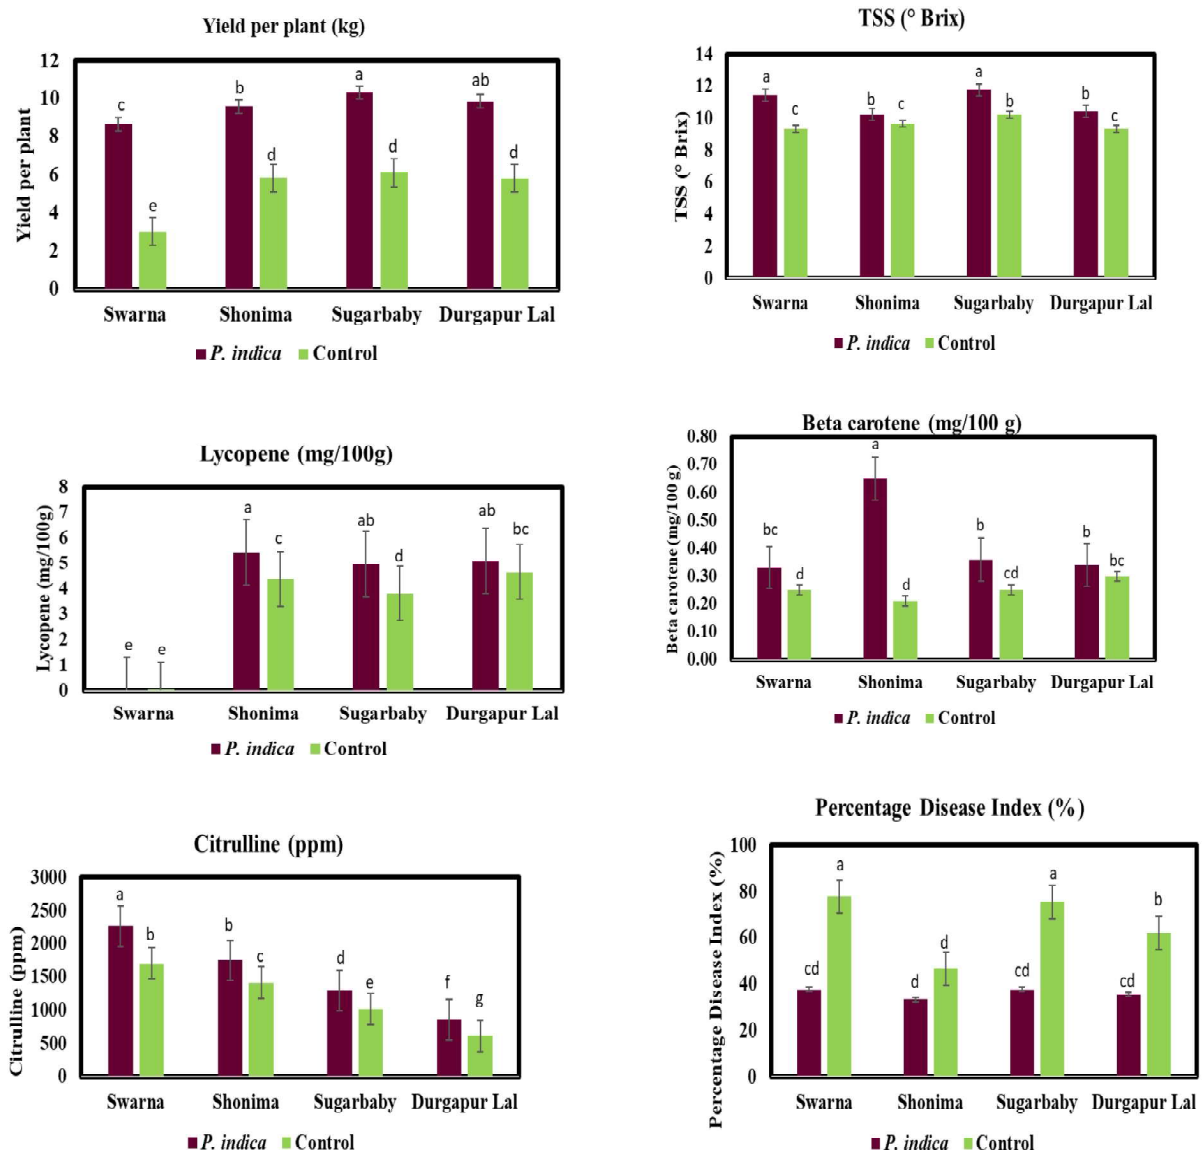 Yield per plant (kg)
Yield per plant
12
10
8
6
4
2
0
c
e
b
d
a
d
ab
d
Swarna Shonima Sugarbaby Durgapur Lal
P. indica Control
TSS (° Brix)
TSS (° Brix)
14
12
10
8
6
4
2
0
a
c
b
c
a
b
b
c
Swarna Shonima Sugarbaby Durgapur Lal
P. indica Control
Lycopene (mg/100g)
Lycopene (mg/100g)
8
7
6
5
4
3
2
1
0
e
e
a
c
ab
d
ab
bc
Swarna Shonima Sugarbaby Durgapur Lal
P. indica Control
Beta carotene (mg/100 g)
Beta carotene (mg/100 g)
0.80
0.70
0.60
0.50
0.40
0.30
0.20
0.10
0.00
bc
d
a
d
b
cd
b
bc
Swarna Shonima Sugarbaby Durgapur Lal
P. indica Control
Citrulline (ppm)
Citrulline (ppm)
3000
2500
2000
1500
1000
500
0
a
b
b
c
d
e
f
g
Swarna Shonima Sugarbaby Durgapur Lal
P. indica Control
Percentage Disease Index (%)
Percentage Disease Index (%)
100
80
60
40
20
0
cd
a
d
d
cd
a
cd
b
Swarna Shonima Sugarbaby Durgapur Lal
P. indica Control